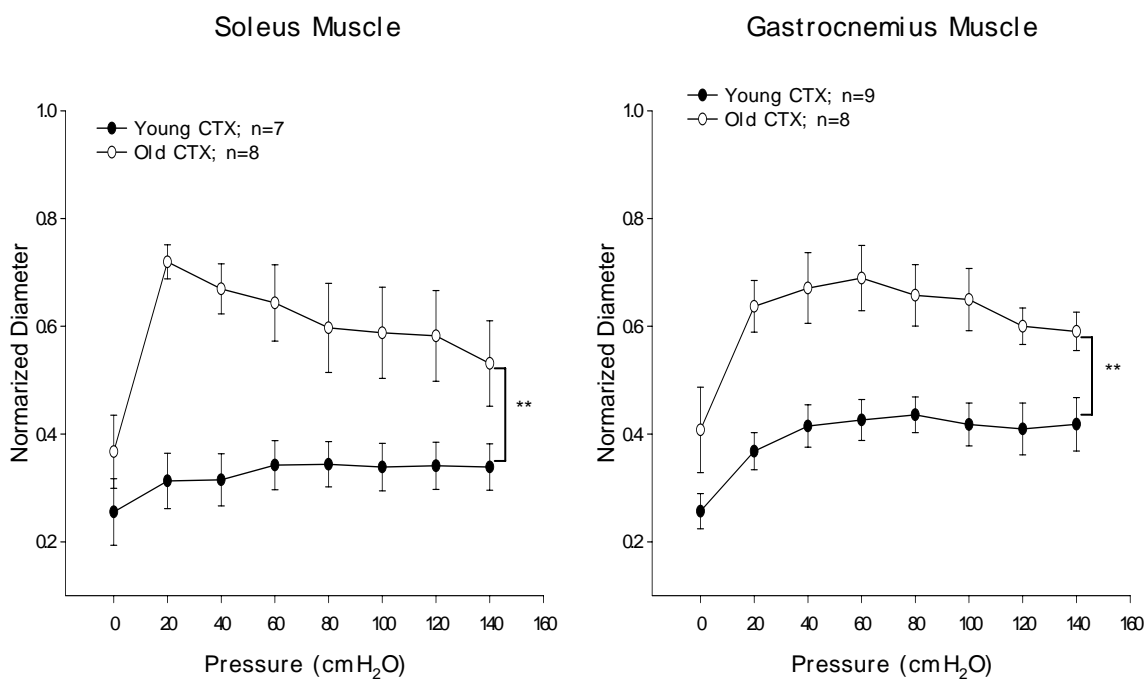 Soleus Muscle
Young CTX; n=7
Old CTX; n=8
Normarized Diameter
1.0
0.8
0.6
0.4
0.2
**
0 20 40 60 80 100 120 140 160
Pressure (cmH₂O)
Gastrocnemius Muscle
Young CTX; n=9
Old CTX; n=8
Normarized Diameter
1.0
0.8
0.6
0.4
0.2
**
0 20 40 60 80 100 120 140 160
Pressure (cmH₂O)